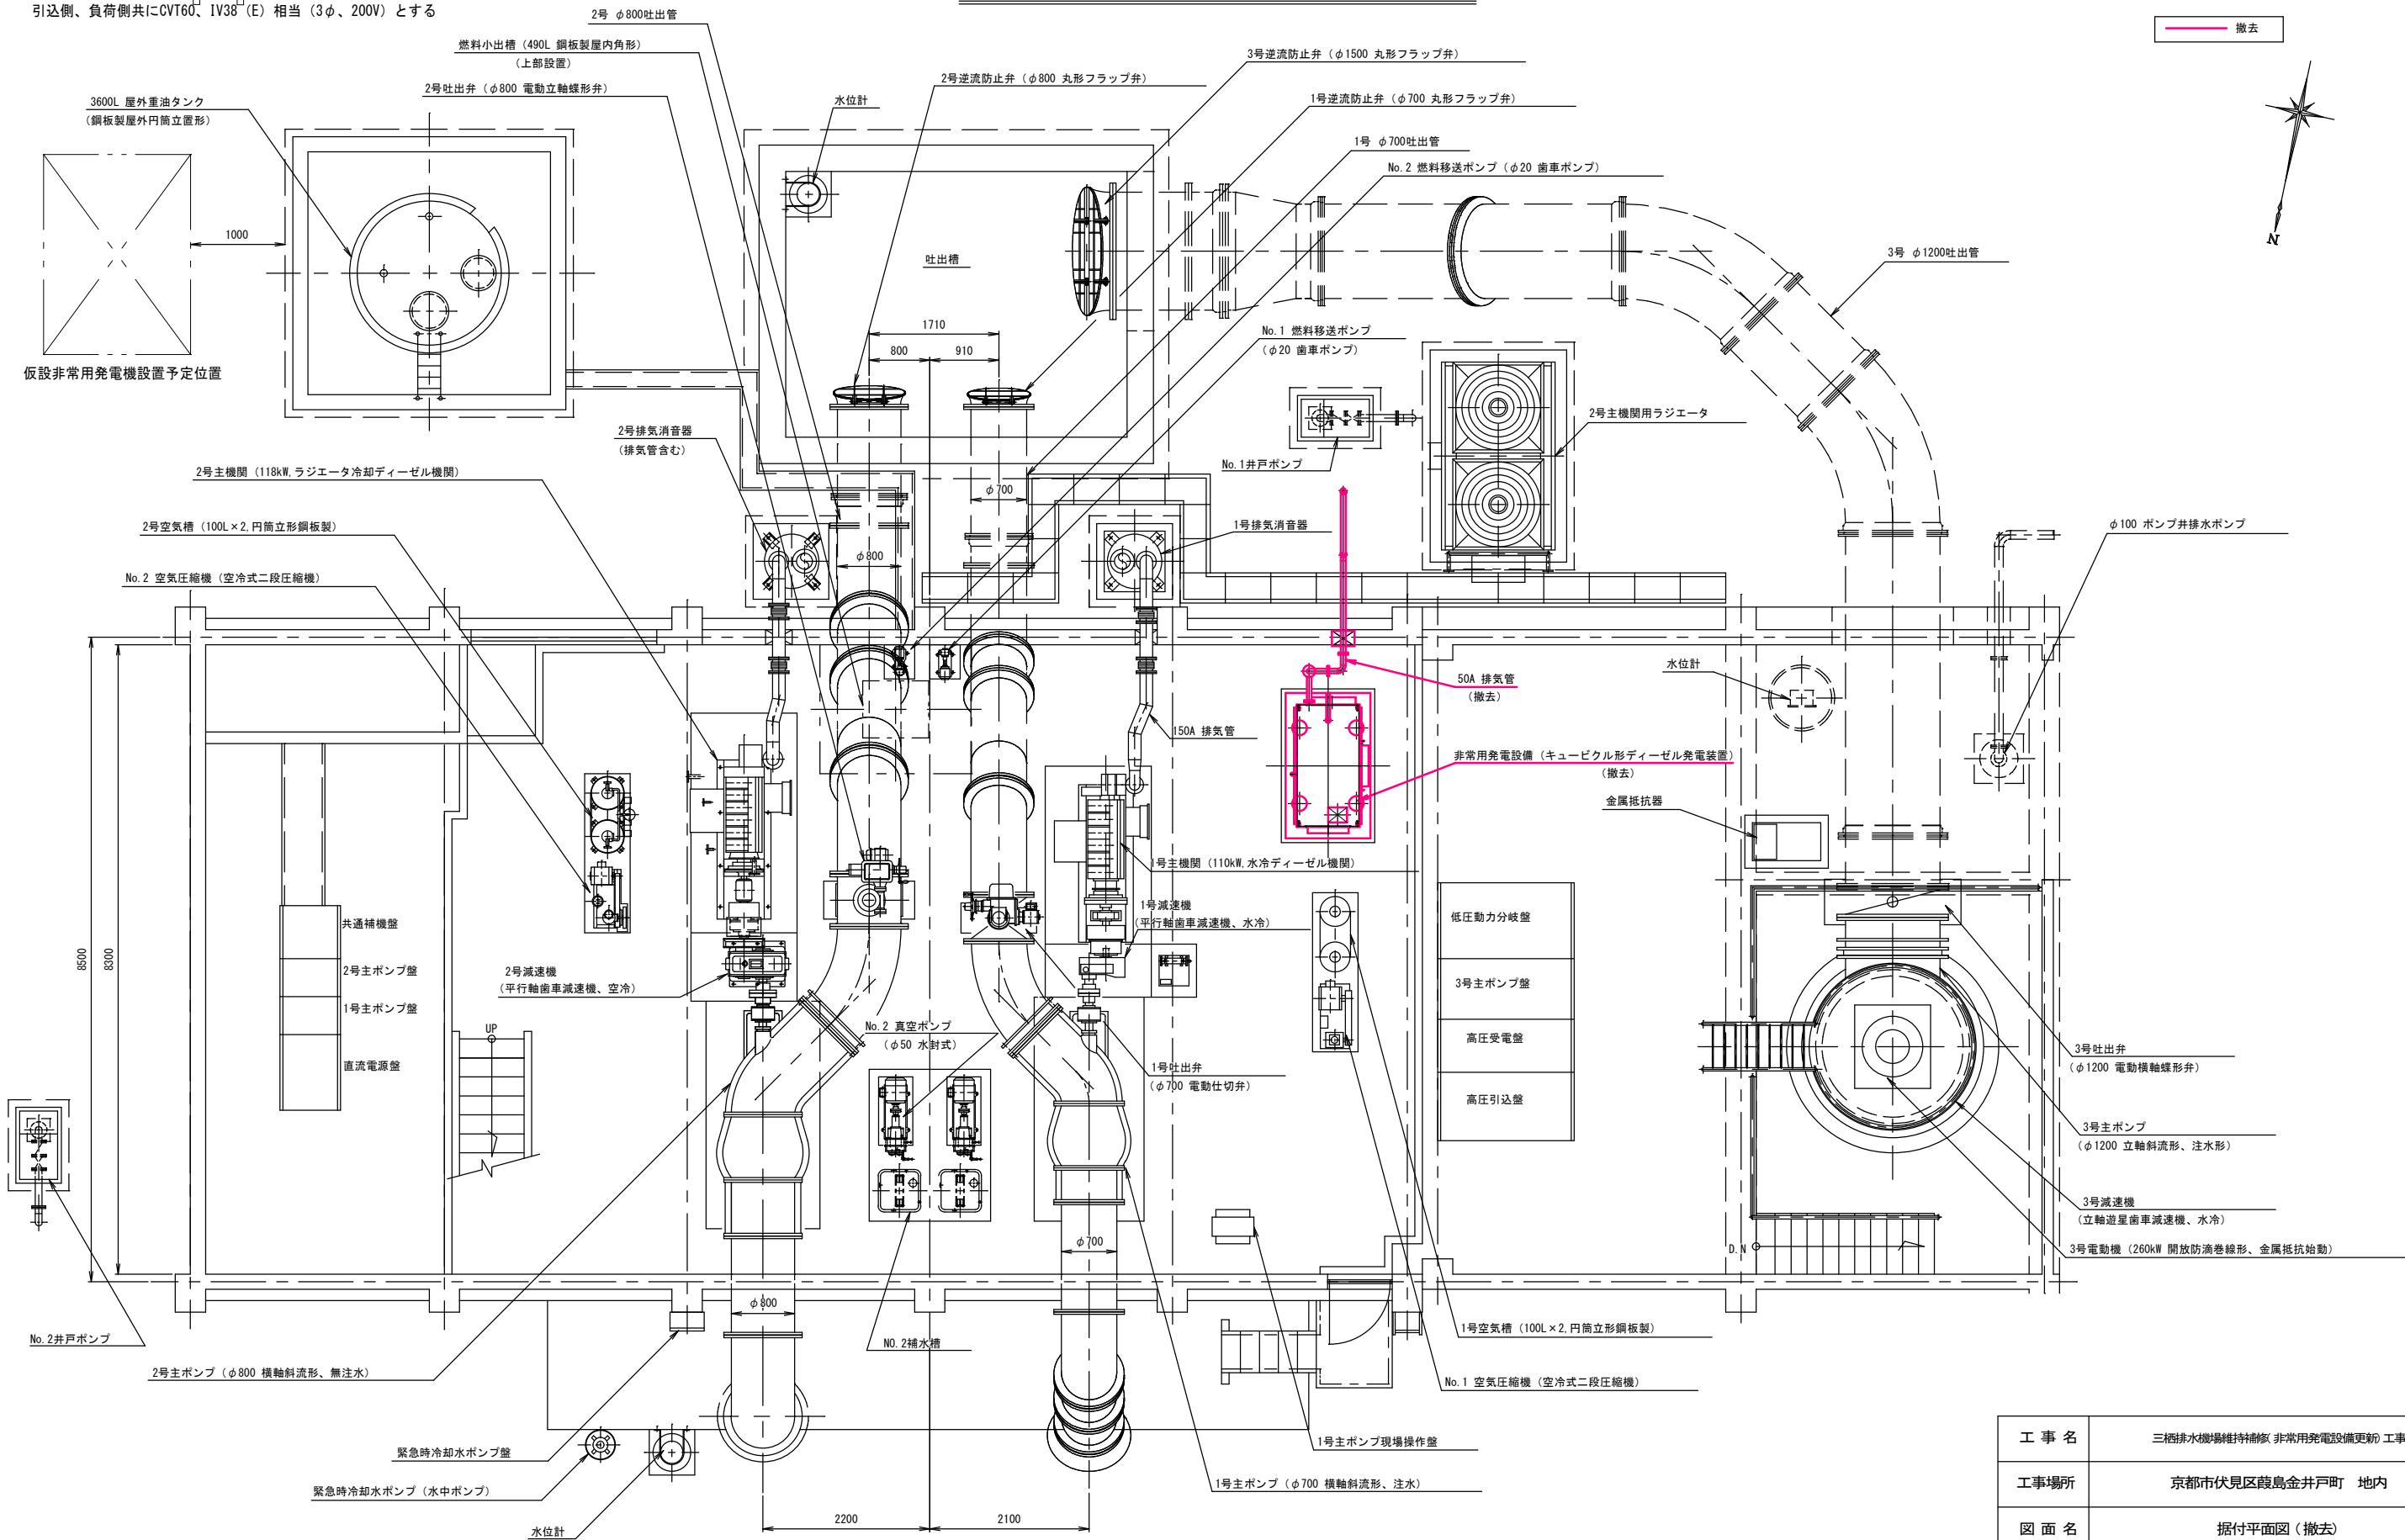 引込側、負荷側共にCVT60□、IV38□(E)相当（3φ、200V）とする
撤去
2号 φ800吐出管
燃料小出槽（490L 鋼板製屋内角形）
（上部設置）
2号吐出弁（φ800 電動立軸蝶形弁）
3600L 屋外重油タンク
（鋼板製屋外円筒立置形）
水位計
2号逆流防止弁（φ800 丸形フラップ弁）
3号逆流防止弁（φ1500 丸形フラップ弁）
1号逆流防止弁（φ700 丸形フラップ弁）
1号 φ700吐出管
No.2 燃料移送ポンプ（φ20 歯車ポンプ）
N
1000
吐出槽
3号 φ1200吐出管
1710
800
910
No.1 燃料移送ポンプ
（φ20 歯車ポンプ）
仮設非常用発電機設置予定位置
2号主機関用ラジエータ
2号排気消音器
（排気管含む）
No.1井戸ポンプ
2号主機関（118kW,ラジエータ冷却ディーゼル機関）
φ700
2号空気槽（100L×2,円筒立形鋼板製）
1号排気消音器
φ100 ポンプ井排水ポンプ
φ800
No.2 空気圧縮機（空冷式二段圧縮機）
水位計
50A 排気管
（撤去）
150A 排気管
非常用発電設備（キュービクル形ディーゼル発電装置）
（撤去）
金属抵抗器
1号主機関（110kW,水冷ディーゼル機関）
1号減速機
（平行軸歯車減速機、水冷）
低圧動力分岐盤
共通補機盤
8500
8300
2号主ポンプ盤
2号減速機
（平行軸歯車減速機、空冷）
3号主ポンプ盤
1号主ポンプ盤
No.2 真空ポンプ
（φ50 水封式）
UP
高圧受電盤
直流電源盤
1号吐出弁
（φ700 電動仕切弁）
3号吐出弁
（φ1200 電動横軸蝶形弁）
高圧引込盤
3号主ポンプ
（φ1200 立軸斜流形、注水形）
3号減速機
（立軸遊星歯車減速機、水冷）
φ700
D.N
3号電動機（260kW 開放防滴巻線形、金属抵抗始動）
φ800
No.2井戸ポンプ
NO.2補水槽
1号空気槽（100L×2,円筒立形鋼板製）
2号主ポンプ（φ800 横軸斜流形、無注水）
No.1 空気圧縮機（空冷式二段圧縮機）
緊急時冷却水ポンプ盤
1号主ポンプ現場操作盤
緊急時冷却水ポンプ（水中ポンプ）
1号主ポンプ（φ700 横軸斜流形、注水）
水位計
2200
2100
工 事 名 三栖排水機場維持補修（非常用発電設備更新）工事
工事場所 京都市伏見区葭島金井戸町 地内
図 面 名 据付平面図（撤去）